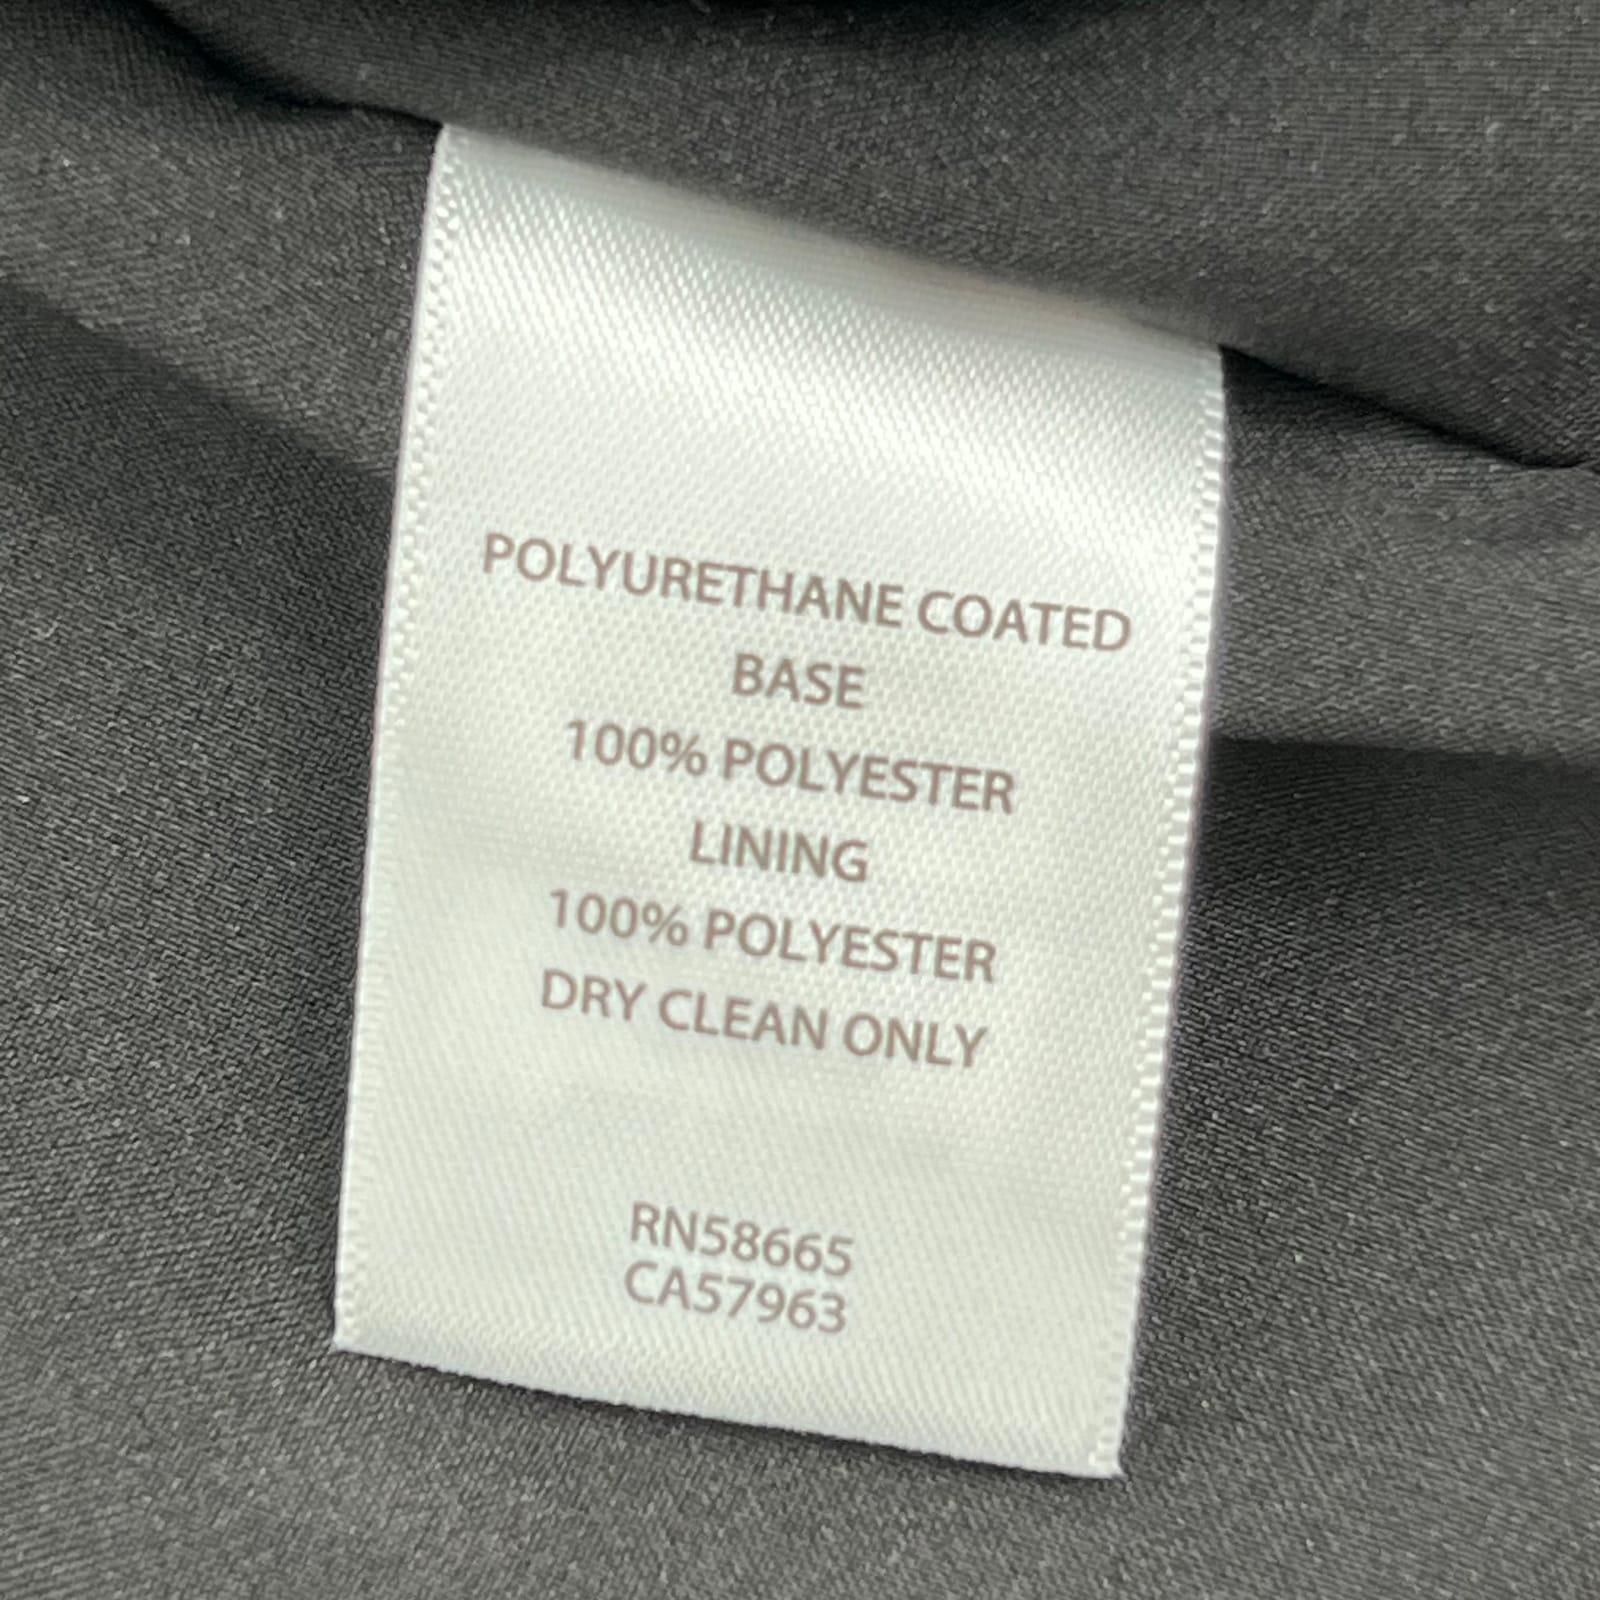 POLYURETHANE COATED
BASE
100% POLYESTER
LINING
100% POLYESTER
DRY CLEAN ONLY
RN58665
CA57963